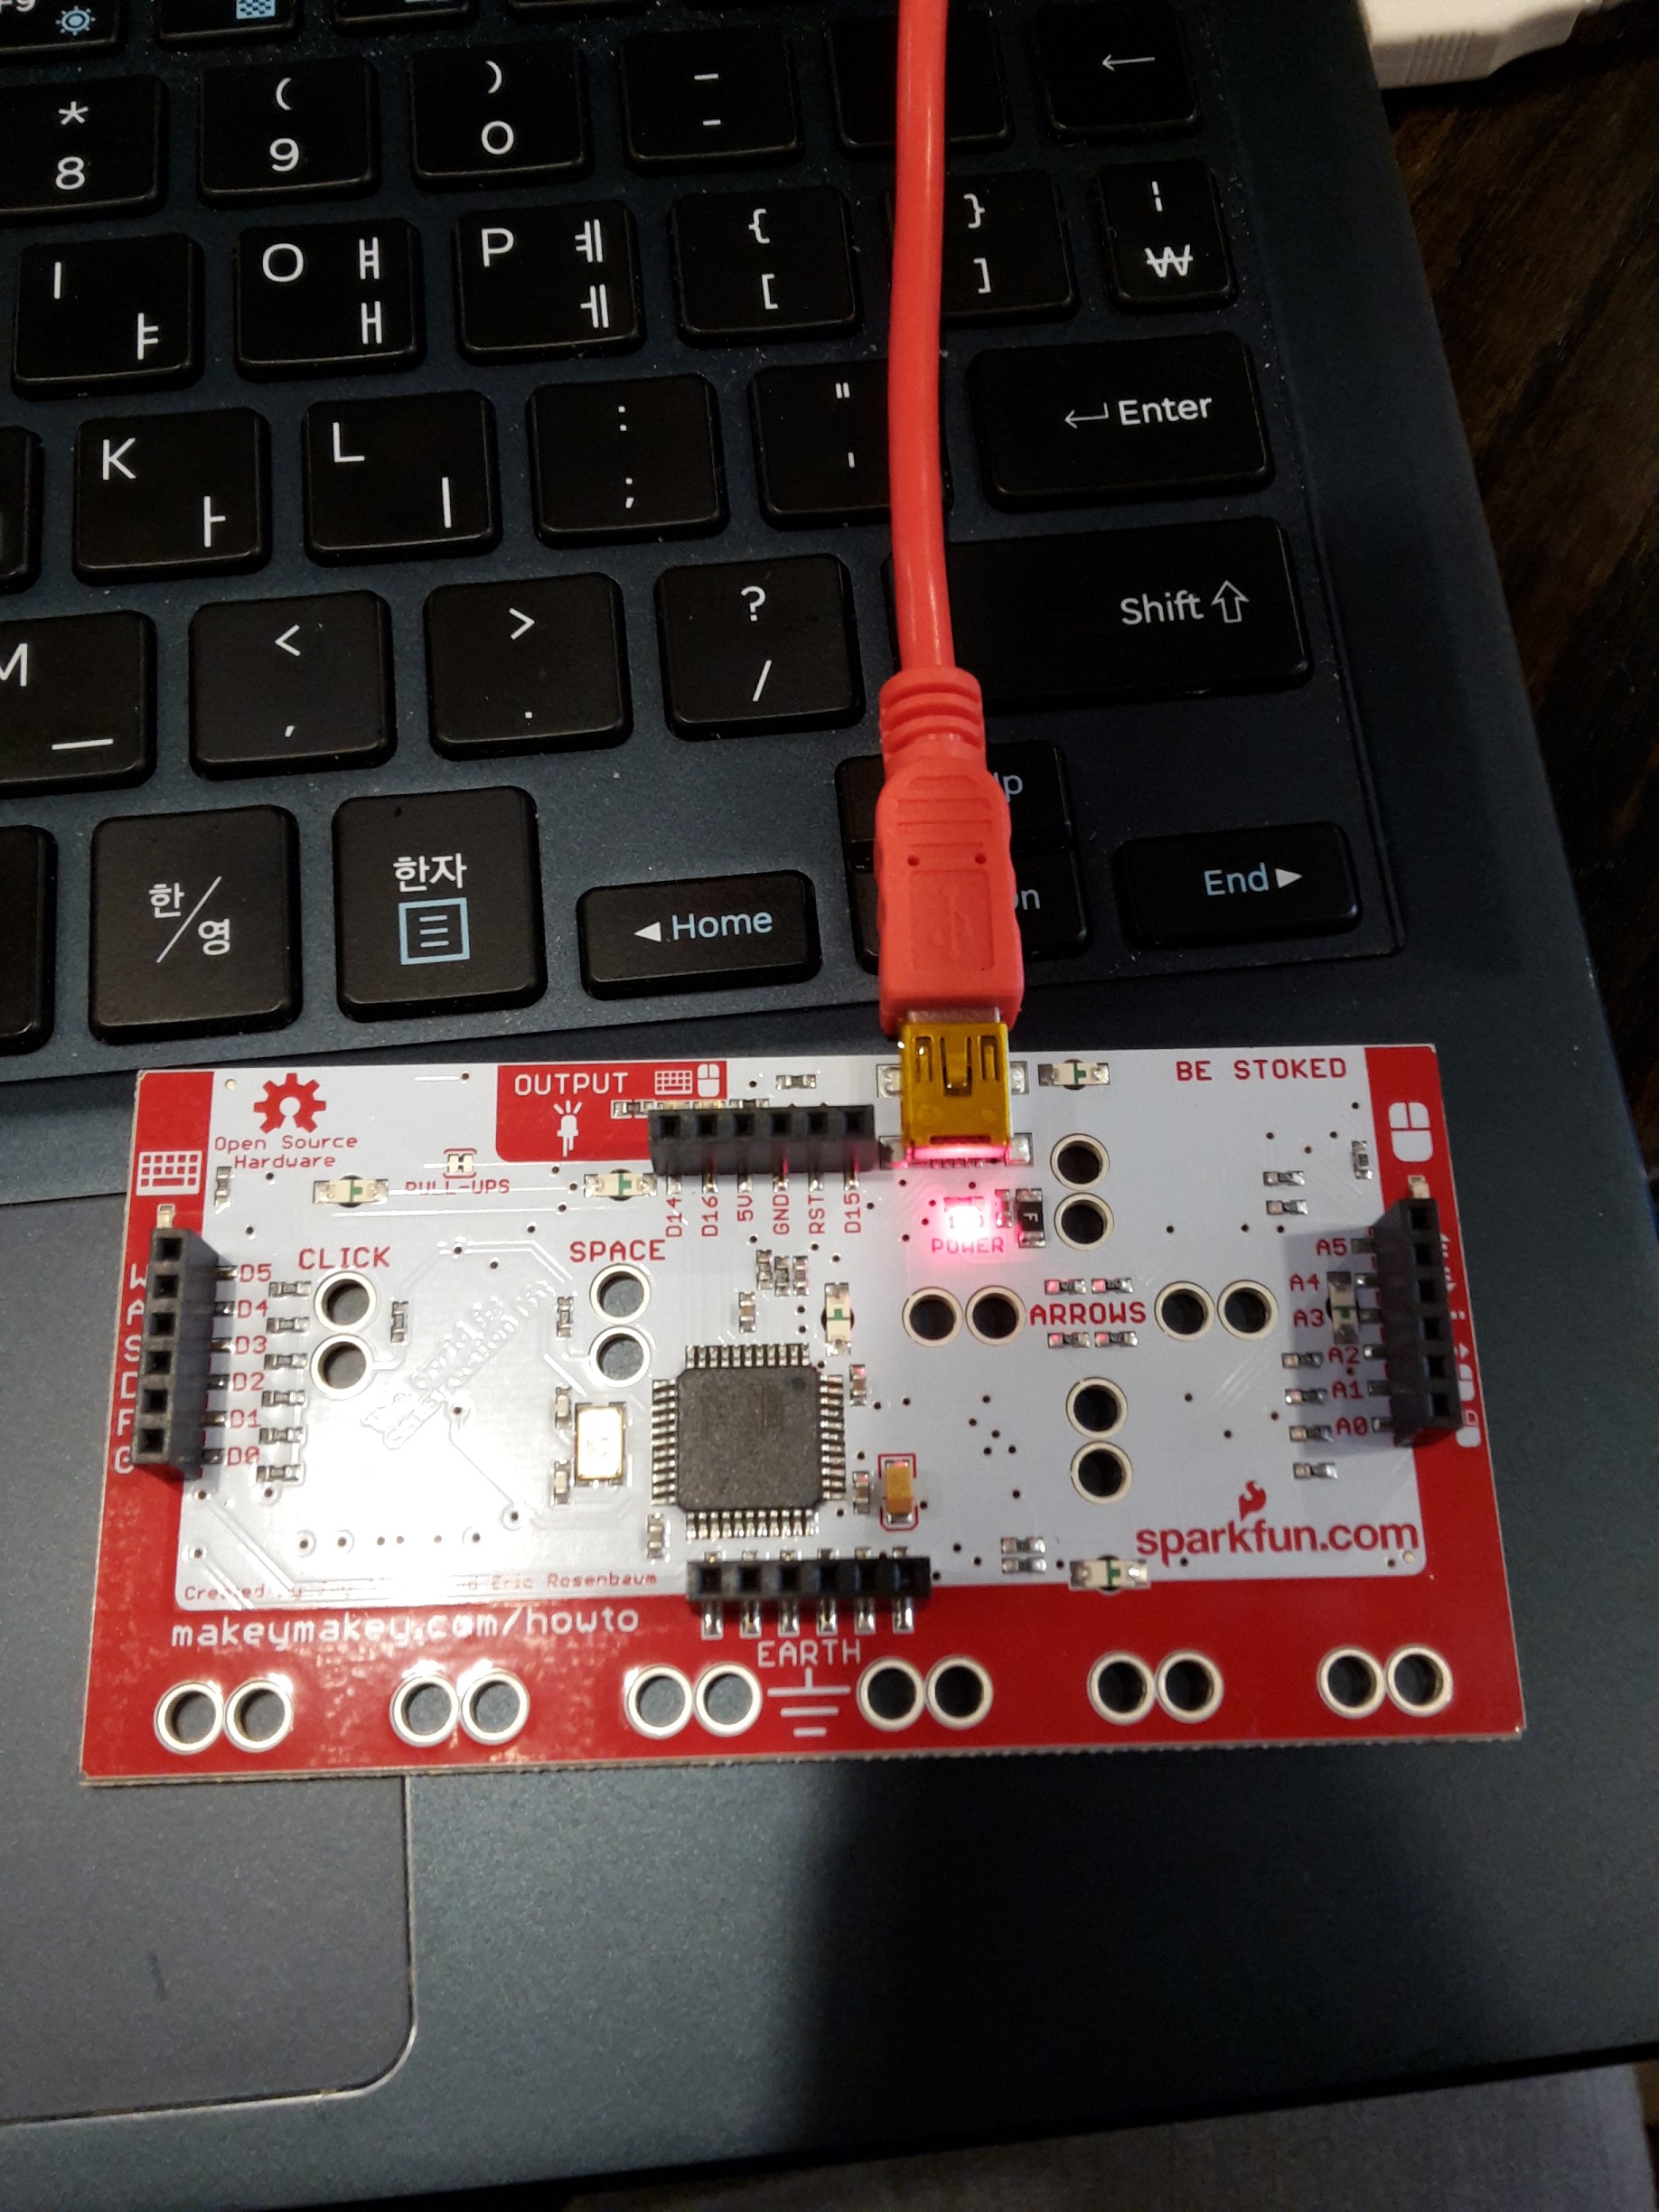 F9
*
8
(
9
)
0
-
-
←
I
ㅑ
O ㅒ
ㅐ
P ㅖ
ㅔ
{
[
}
]
¦
₩
K
ㅏ
L
ㅣ
:
;
"
'
Enter
M
ㅡ
<
,
>
.
?
/
Shift
한/영
한자
◀ Home
End ▶
OUTPUT
BE STOKED
Open Source
Hardware
PULL-UPS
D14
D16
5V
GND
RST
D15
POWER
F
CLICK
SPACE
ARROWS
W
A
S
D
F
G
D5
D4
D3
D2
D1
D0
A5
A4
A3
A2
A1
A0
sparkfun.com
Eric Rosenbaum
makeymakey.com/howto
EARTH